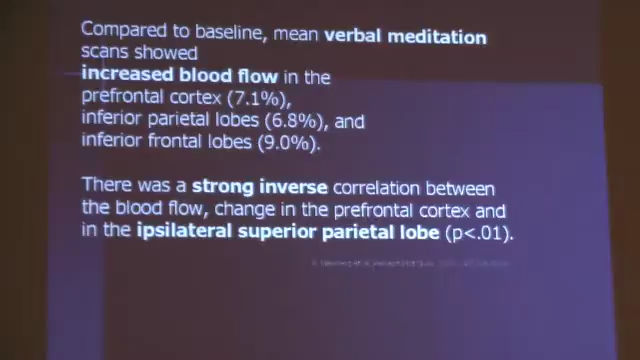 Compared to baseline, mean verbal meditation
scans showed
increased blood flow in the
prefrontal cortex (7.1%),
inferior parietal lobes (6.8%), and
inferior frontal lobes (9.0%).
There was a strong inverse correlation between
the blood flow, change in the prefrontal cortex and
in the ipsilateral superior parietal lobe (p<.01).